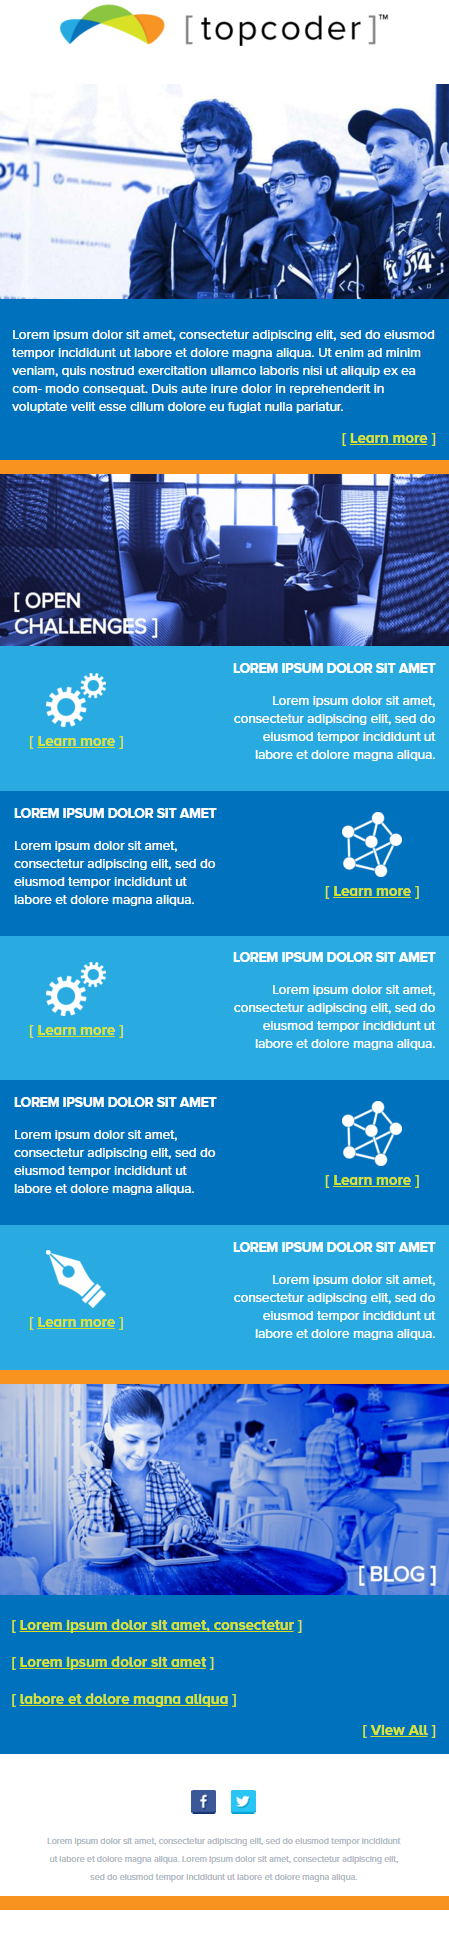 [ topcoder ]™
014 ]
Lorem ipsum dolor sit amet, consectetur adipiscing elit, sed do eiusmod
tempor incididunt ut labore et dolore magna aliqua. Ut enim ad minim
veniam, quis nostrud exercitation ullamco laboris nisi ut aliquip ex ea
com- modo consequat. Duis aute irure dolor in reprehenderit in
voluptate velit esse cillum dolore eu fugiat nulla pariatur.
[ Learn more ]
[ OPEN
CHALLENGES ]
LOREM IPSUM DOLOR SIT AMET
Lorem ipsum dolor sit amet,
consectetur adipiscing elit, sed do
eiusmod tempor incididunt ut
labore et dolore magna aliqua.
[ Learn more ]
LOREM IPSUM DOLOR SIT AMET
Lorem ipsum dolor sit amet,
consectetur adipiscing elit, sed do
eiusmod tempor incididunt ut
labore et dolore magna aliqua.
[ Learn more ]
LOREM IPSUM DOLOR SIT AMET
Lorem ipsum dolor sit amet,
consectetur adipiscing elit, sed do
eiusmod tempor incididunt ut
labore et dolore magna aliqua.
[ Learn more ]
LOREM IPSUM DOLOR SIT AMET
Lorem ipsum dolor sit amet,
consectetur adipiscing elit, sed do
eiusmod tempor incididunt ut
labore et dolore magna aliqua.
[ Learn more ]
LOREM IPSUM DOLOR SIT AMET
Lorem ipsum dolor sit amet,
consectetur adipiscing elit, sed do
eiusmod tempor incididunt ut
labore et dolore magna aliqua.
[ Learn more ]
[ BLOG ]
[ Lorem ipsum dolor sit amet, consectetur ]
[ Lorem ipsum dolor sit amet ]
[ labore et dolore magna aliqua ]
[ View All ]
Lorem ipsum dolor sit amet, consectetur adipiscing elit, sed do eiusmod tempor incididunt
ut labore et dolore magna aliqua. Lorem ipsum dolor sit amet, consectetur adipiscing elit,
sed do eiusmod tempor incididunt ut labore et dolore magna aliqua.